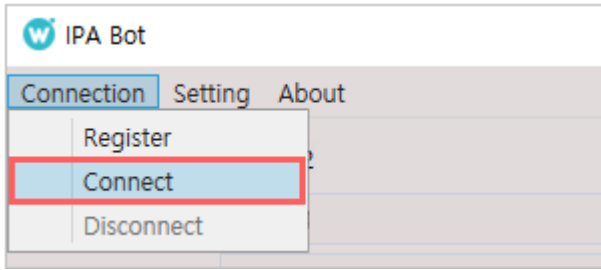 IPA Bot
Connection Setting About
Register
Connect
Disconnect